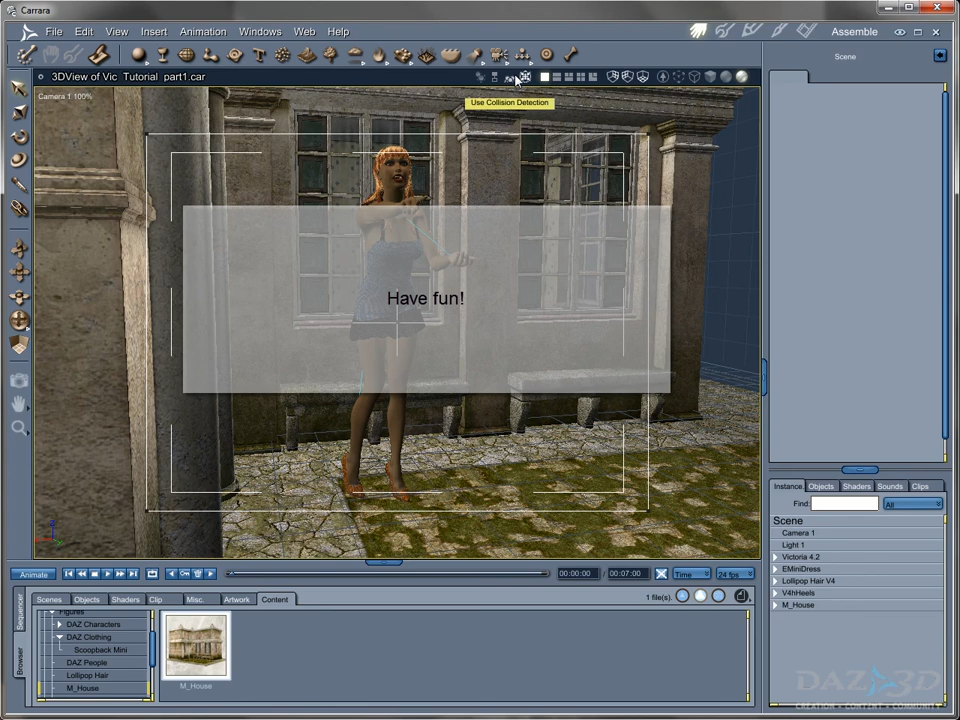 Carrara
File Edit View Insert Animation Windows Web Help
Assemble
3DView of Vic Tutorial part1.car
Scene
Camera 1 100%
Use Collision Detection
Have fun!
Instance Objects Shaders Sounds Clips
Find: All
Scene
Camera 1
Light 1
Victoria 4.2
EMiniDress
Lollipop Hair V4
V4hHeels
M_House
Animate 00:00:00 / 00:07:00 Time 24 fps
Sequencer
Browser
Scenes Objects Shaders Clip Misc. Artwork Content 1 file(s).
Figures
DAZ Characters
DAZ Clothing
Scoopback Mini
DAZ People
Lollipop Hair
M_House
M_House
DAZ 3D
CREATION • CONTENT • COMMUNITY